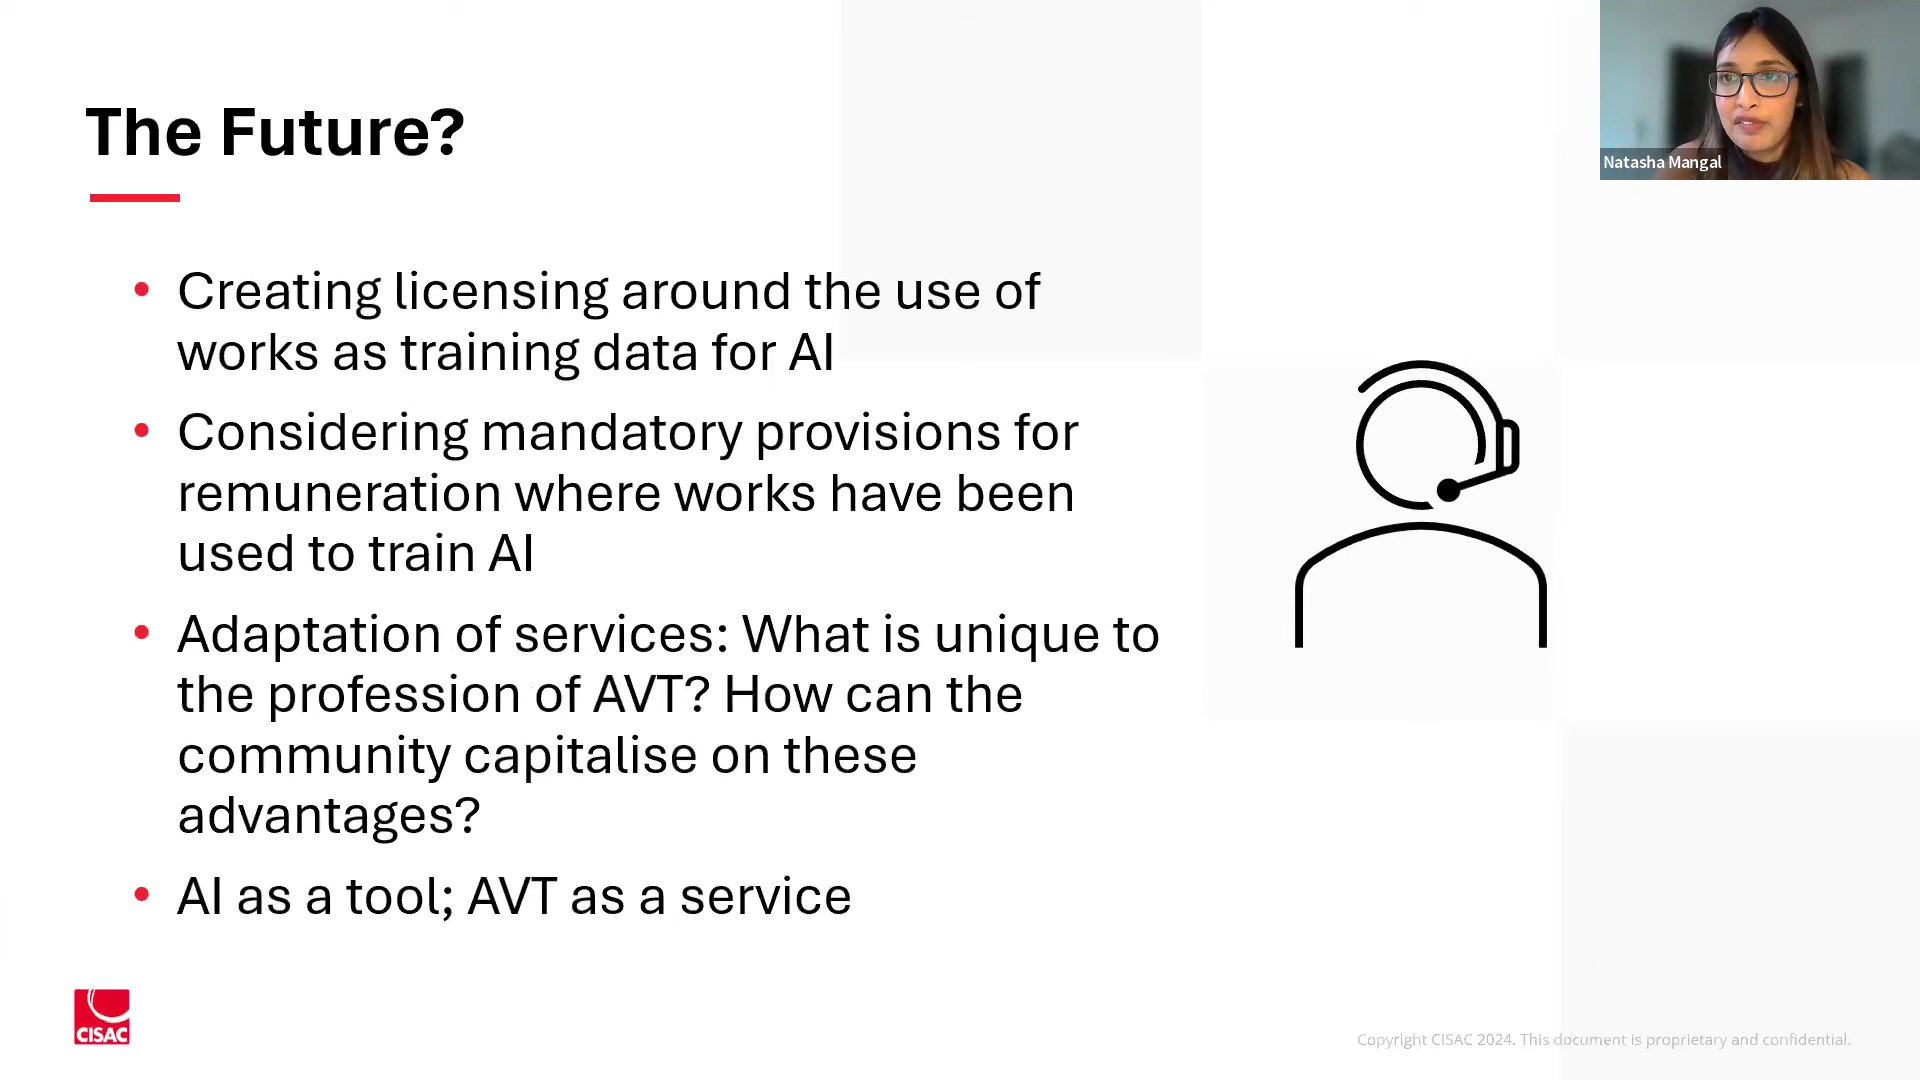 The Future?
Natasha Mangal
• Creating licensing around the use of
works as training data for AI
• Considering mandatory provisions for
remuneration where works have been
used to train AI
• Adaptation of services: What is unique to
the profession of AVT? How can the
community capitalise on these
advantages?
• AI as a tool; AVT as a service
CISAC
Copyright CISAC 2024. This document is proprietary and confidential.